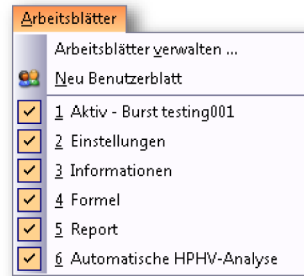 Arbeitsblätter
Arbeitsblätter verwalten ...
Neu Benutzerblatt
1 Aktiv - Burst testing001
2 Einstellungen
3 Informationen
4 Formel
5 Report
6 Automatische HPHV-Analyse